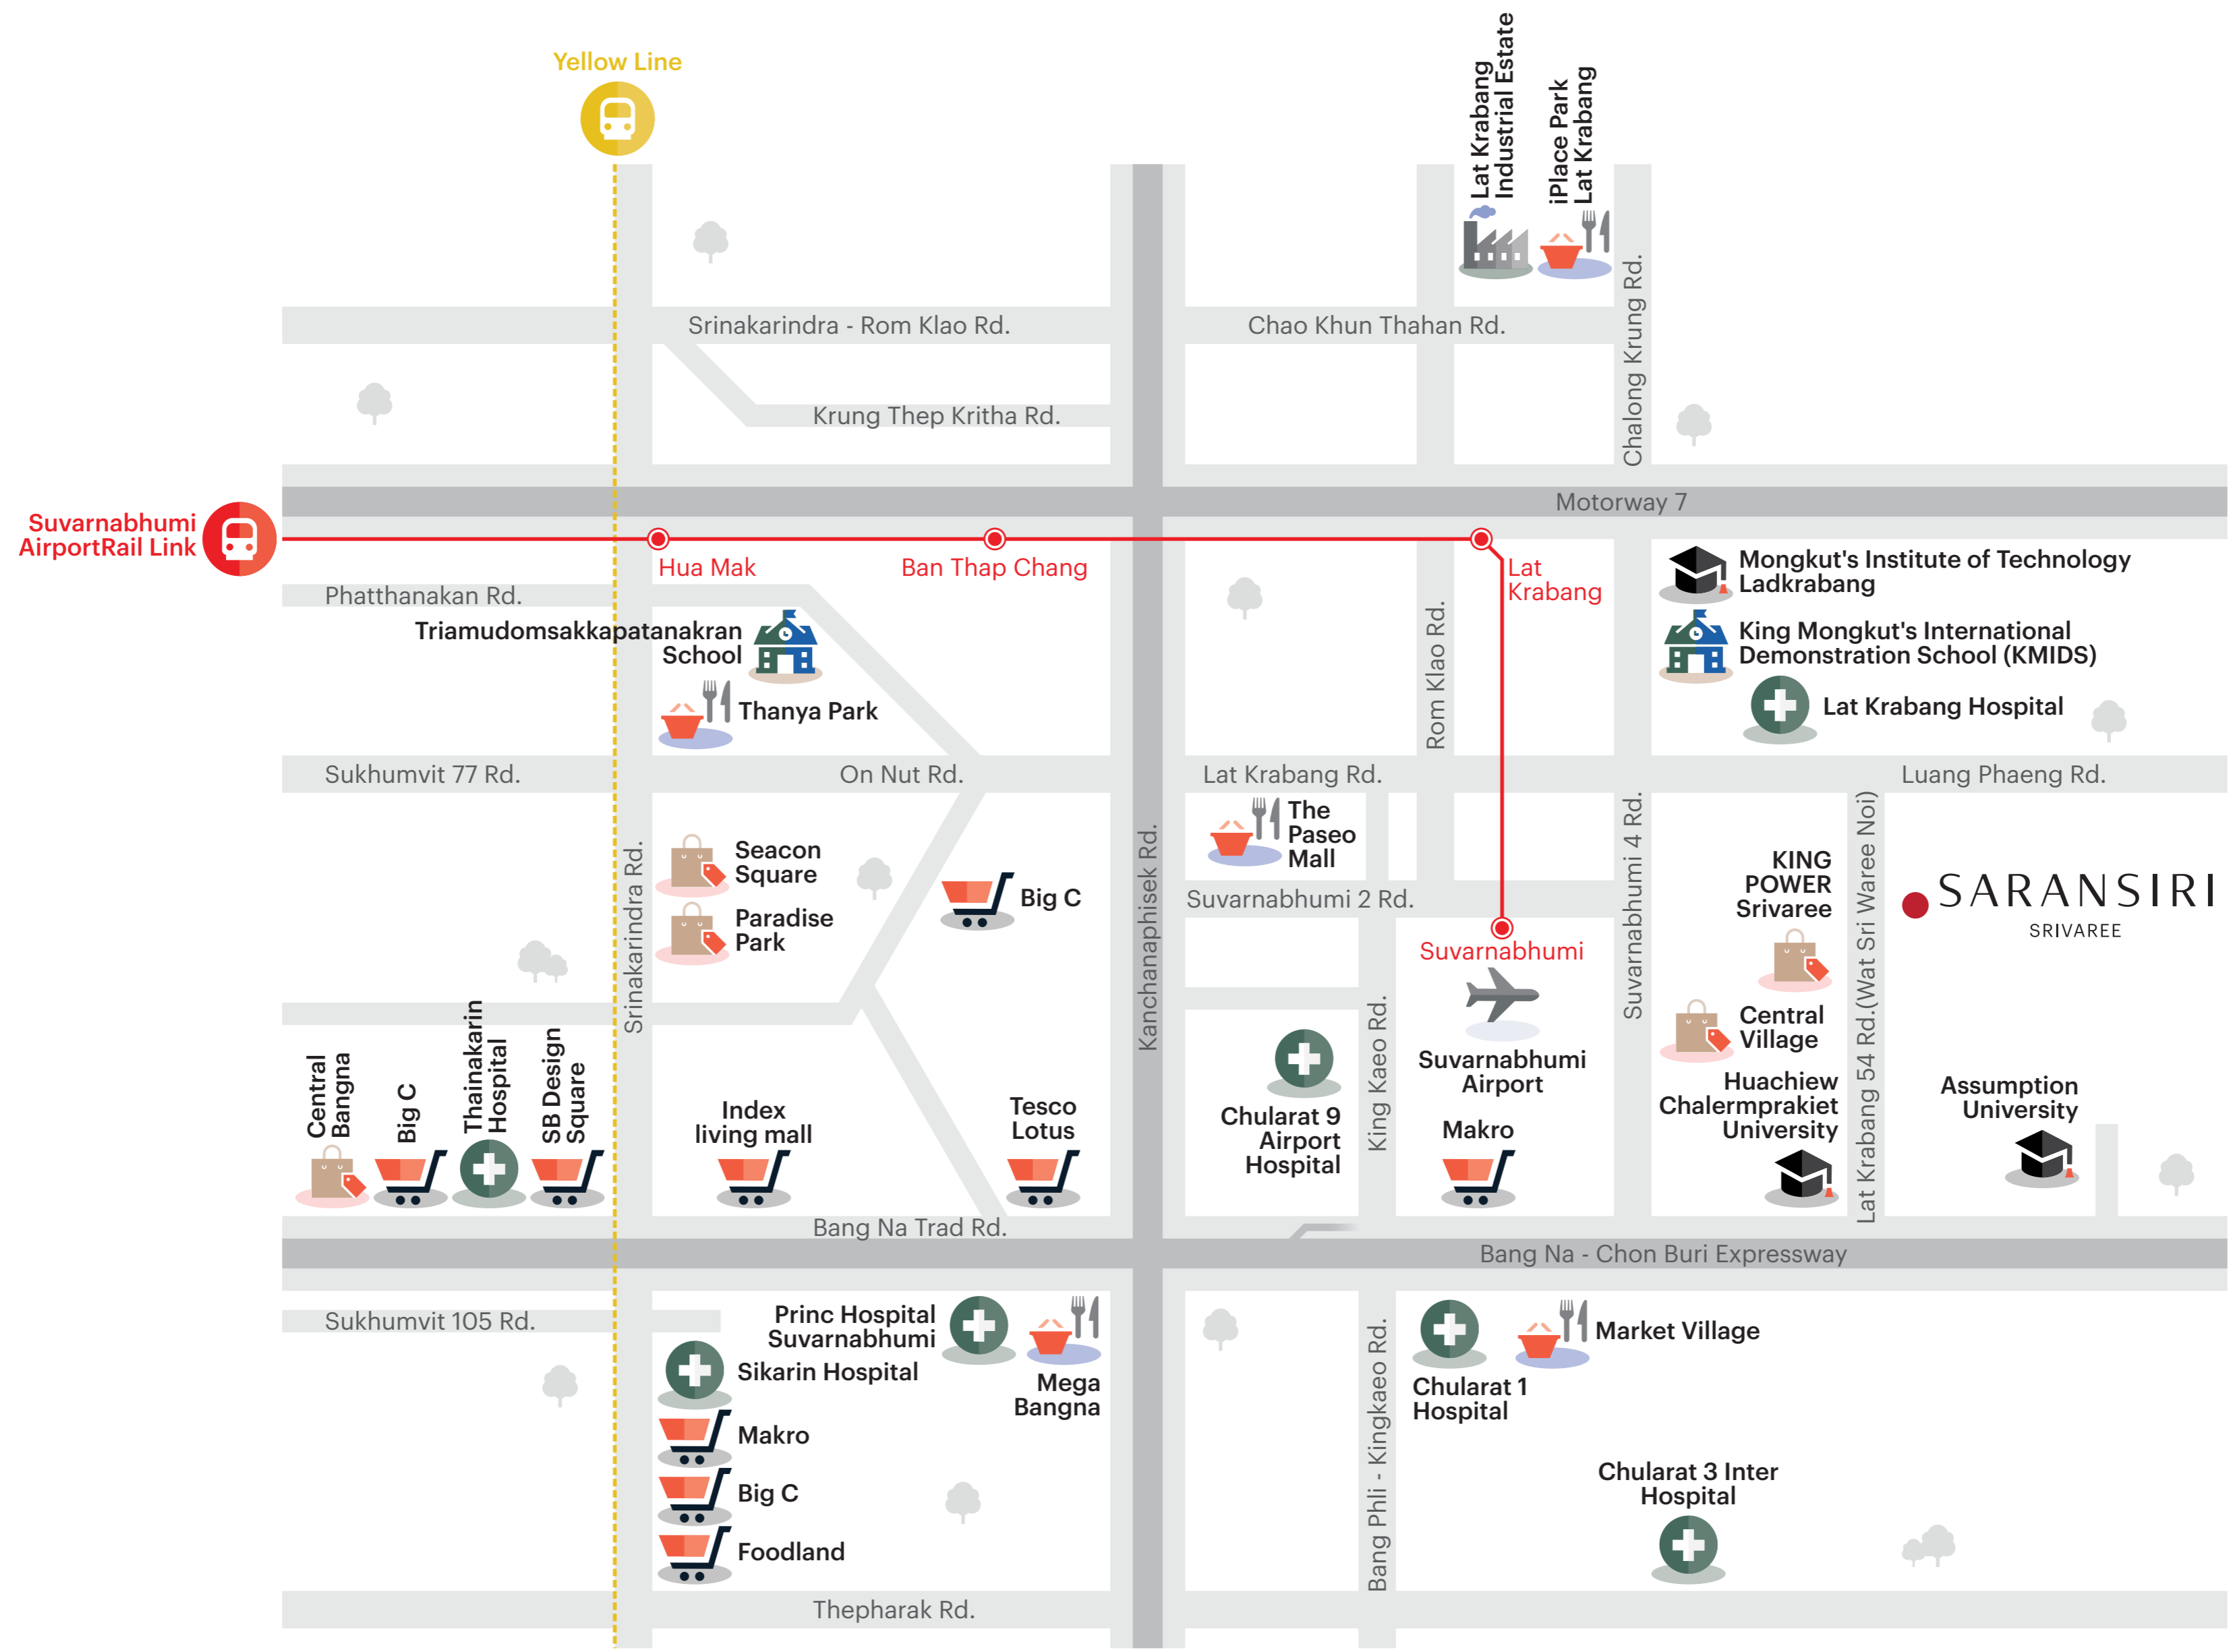 Yellow Line
Lat Krabang
Industrial Estate
iPlace Park
Lat Krabang
Srinakarindra - Rom Klao Rd.
Chao Khun Thahan Rd.
Chalong Krung Rd.
Krung Thep Kritha Rd.
Motorway 7
Suvarnabhumi
AirportRail Link
Hua Mak
Ban Thap Chang
Lat
Krabang
Mongkut's Institute of Technology
Ladkrabang
Phatthanakan Rd.
Triamudomsakkapatanakran
School
Rom Klao Rd.
King Mongkut's International
Demonstration School (KMIDS)
Thanya Park
Lat Krabang Hospital
Sukhumvit 77 Rd.
On Nut Rd.
Lat Krabang Rd.
Luang Phaeng Rd.
The
Paseo
Mall
Seacon
Square
Paradise
Park
Big C
Srinakarindra Rd.
Kanchanaphisek Rd.
Suvarnabhumi 2 Rd.
Suvarnabhumi 4 Rd.
KING
POWER
Srivaree
Lat Krabang 54 Rd.(Wat Sri Waree Noi)
SARANSIRI
SRIVAREE
Suvarnabhumi
Suvarnabhumi
Airport
King Kaeo Rd.
Central
Village
Central
Bangna
Big C
Thainakarin
Hospital
SB Design
Square
Index
living mall
Tesco
Lotus
Chularat 9
Airport
Hospital
Makro
Huachiew
Chalermprakiet
University
Assumption
University
Bang Na Trad Rd.
Bang Na - Chon Buri Expressway
Sukhumvit 105 Rd.
Princ Hospital
Suvarnabhumi
Sikarin Hospital
Mega
Bangna
Makro
Big C
Foodland
Bang Phli - Kingkaeo Rd.
Chularat 1
Hospital
Market Village
Chularat 3 Inter
Hospital
Thepharak Rd.